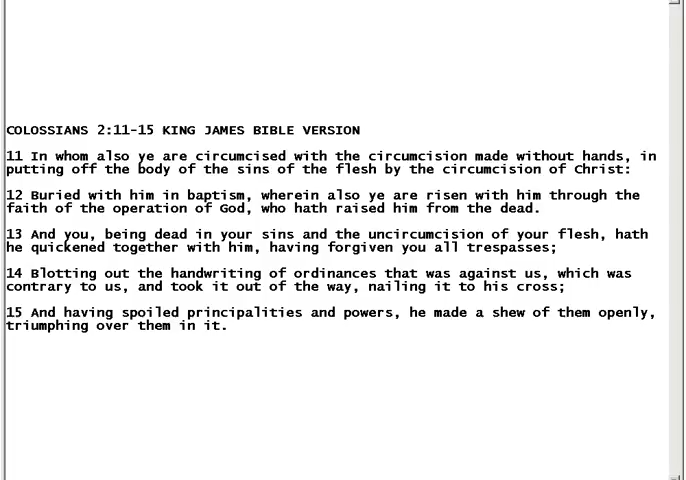 COLOSSIANS 2:11-15 KING JAMES BIBLE VERSION
11 In whom also ye are circumcised with the circumcision made without hands, in
putting off the body of the sins of the flesh by the circumcision of Christ:
12 Buried with him in baptism, wherein also ye are risen with him through the
faith of the operation of God, who hath raised him from the dead.
13 And you, being dead in your sins and the uncircumcision of your flesh, hath
he quickened together with him, having forgiven you all trespasses;
14 Blotting out the handwriting of ordinances that was against us, which was
contrary to us, and took it out of the way, nailing it to his cross;
15 And having spoiled principalities and powers, he made a shew of them openly,
triumphing over them in it.